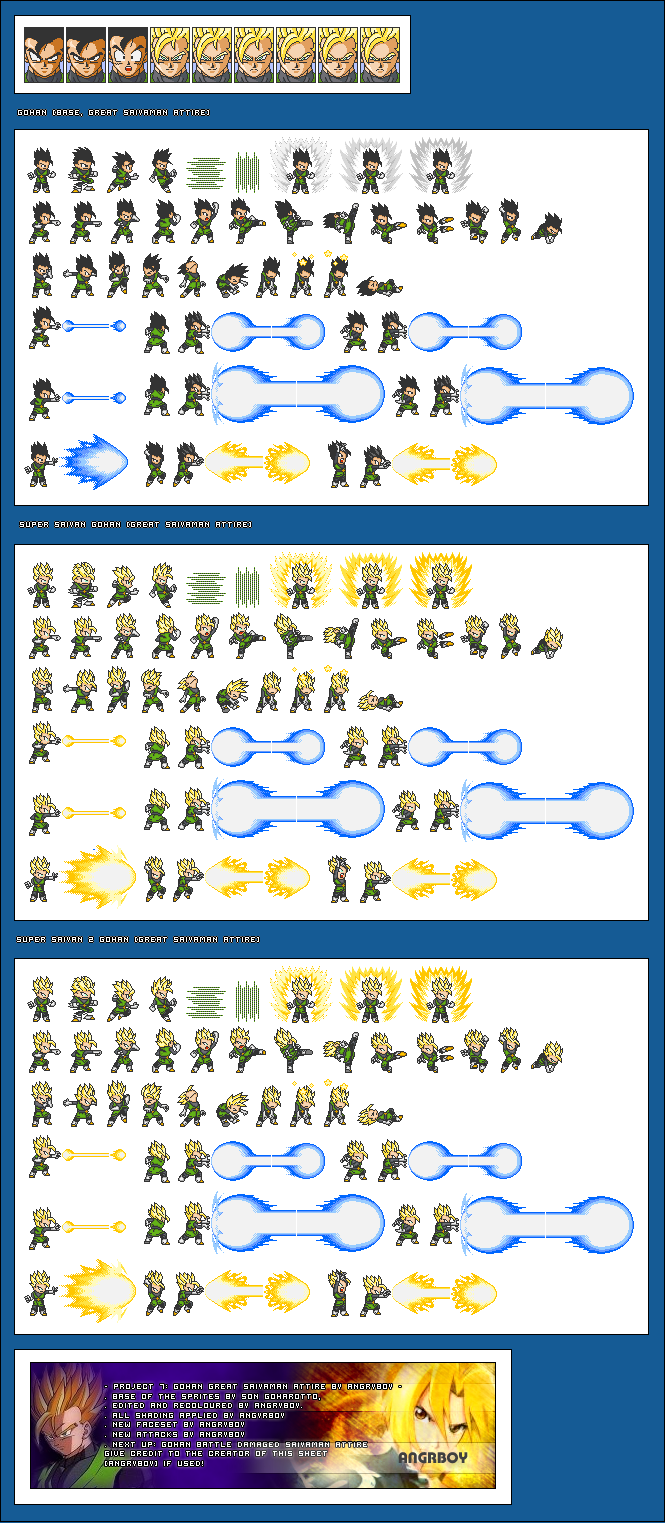 GOHAN [BASE, GREAT SAIYAMAN ATTIRE]
SUPER SAIYAN GOHAN [GREAT SAIYAMAN ATTIRE]
SUPER SAIYAN 2 GOHAN [GREAT SAIYAMAN ATTIRE]
- PROJECT 7: GOHAN GREAT SAIYAMAN ATTIRE BY ANGRYBOY -
. BASE OF THE SPRITES BY SON GOHAROTTO,
. EDITED AND RECOLOURED BY ANGRYBOY.
. ALL SHADING APPLIED BY ANGYRBOY
. NEW FACESET BY ANGRYBOY
. NEW ATTACKS BY ANGRYBOY
. NEXT UP: GOHAN BATTLE DAMAGED SAIYAMAN ATTIRE
GIVE CREDIT TO THE CREATOR OF THIS SHEET
[ANGRYBOY] IF USED!
ANGRBOY